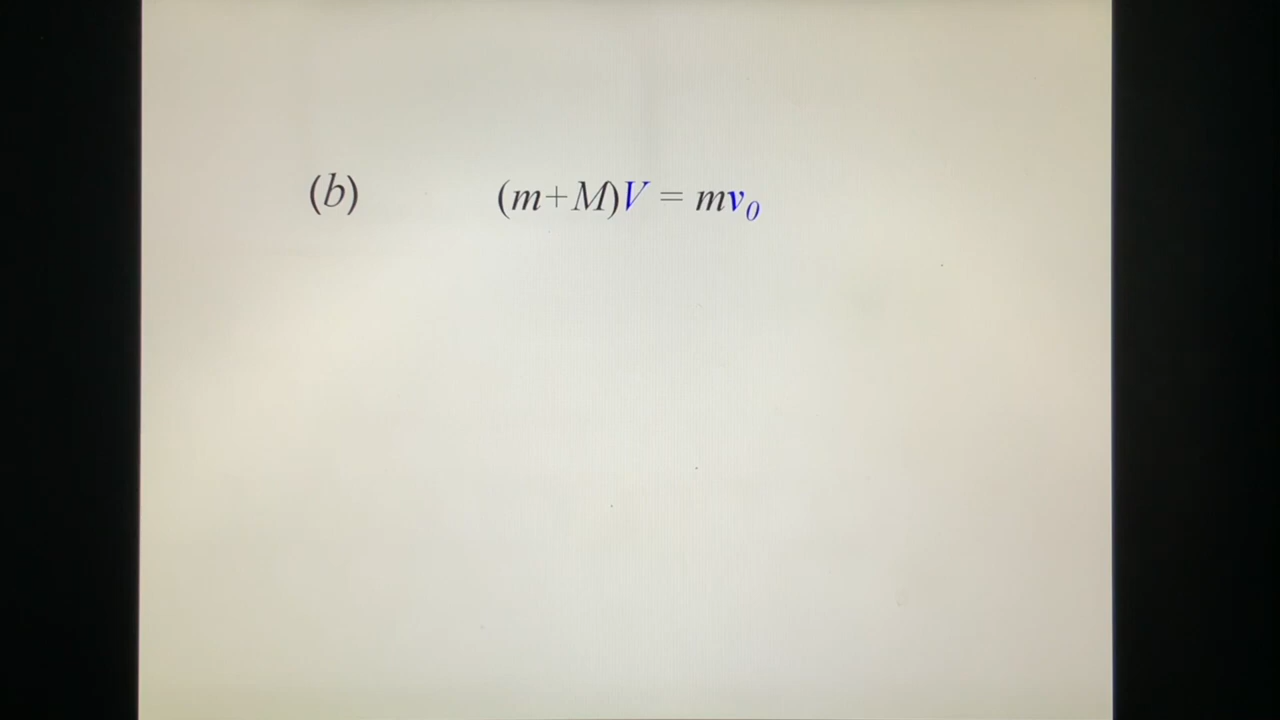 (b) (m+M)V = mv₀